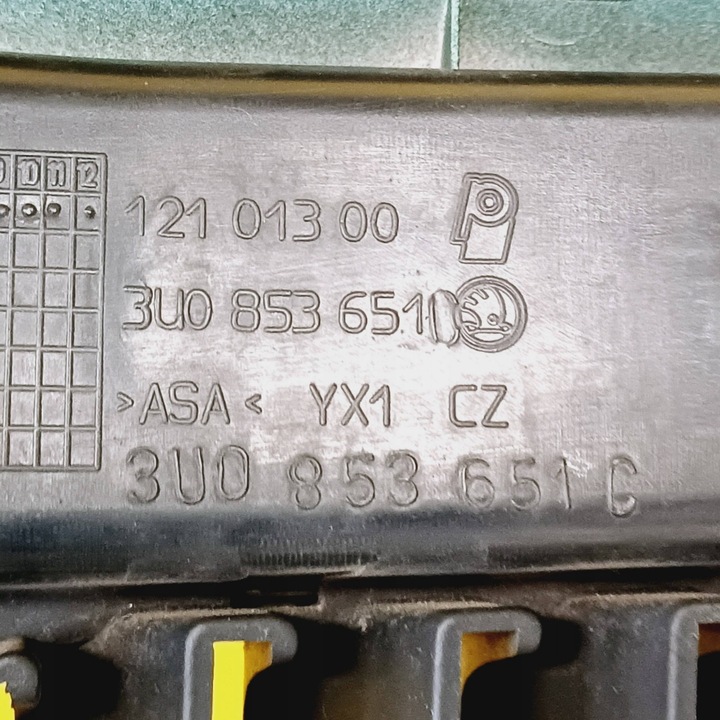 10 11 12
121 013 00
3U0 853 651
>ASA< YX1 CZ
3U0 853 651 C